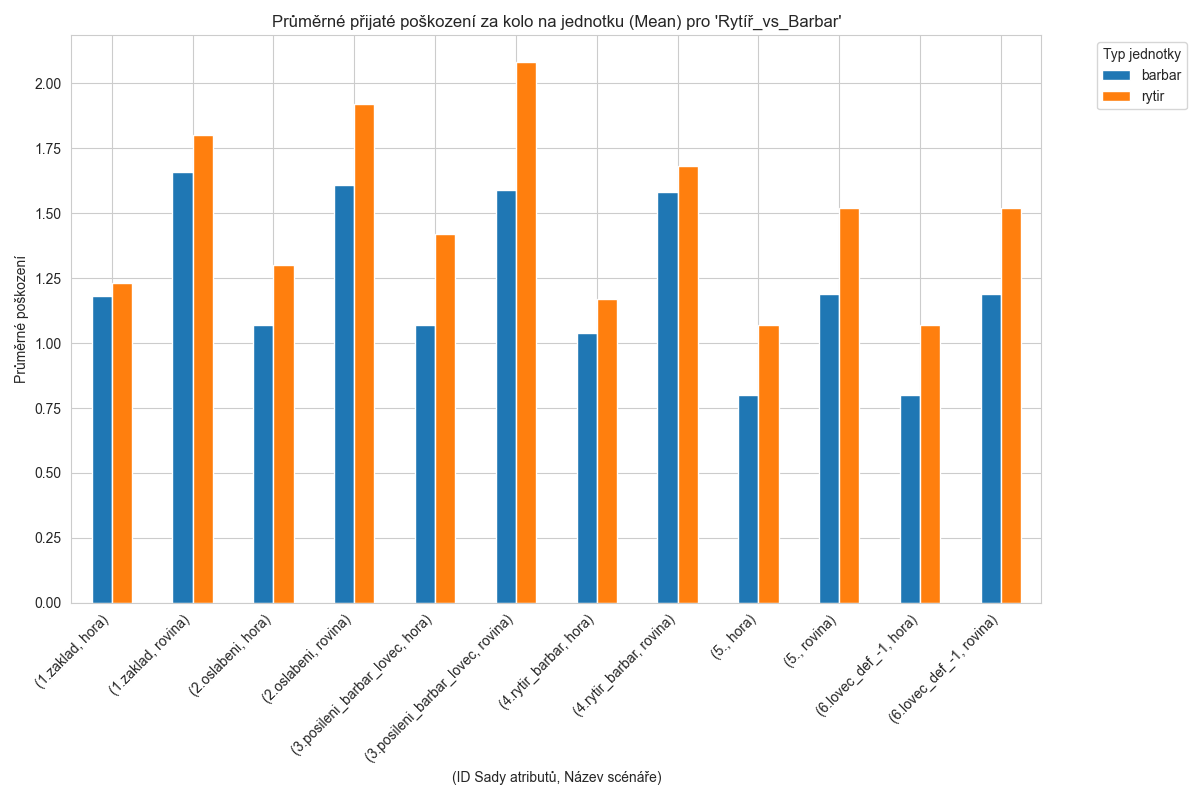 Průměrné přijaté poškození za kolo na jednotku (Mean) pro 'Rytíř_vs_Barbar'
Typ jednotky
barbar
rytir
Průměrné poškození
2.00
1.75
1.50
1.25
1.00
0.75
0.50
0.25
0.00
(1.zaklad, hora)
(1.zaklad, rovina)
(2.oslabeni, hora)
(2.oslabeni, rovina)
(3.posileni_barbar_lovec, hora)
(3.posileni_barbar_lovec, rovina)
(4.rytir_barbar, hora)
(4.rytir_barbar, rovina)
(5., hora)
(5., rovina)
(6.lovec_def_-1, hora)
(6.lovec_def_-1, rovina)
(ID Sady atributů, Název scénáře)